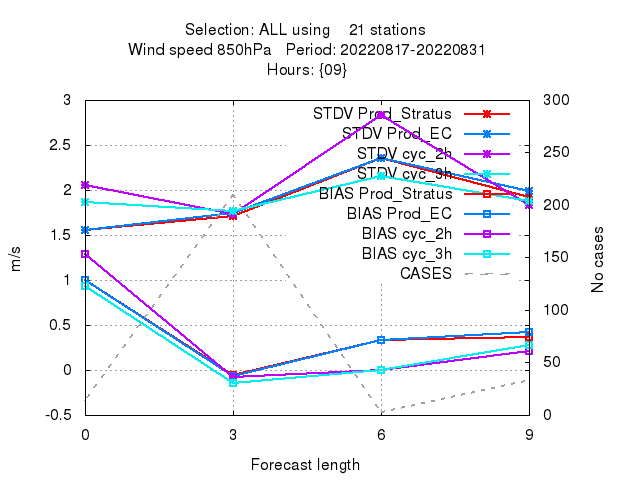 Selection: ALL using 21 stations
Wind speed 850hPa Period: 20220817-20220831
Hours: {09}
3
2.5
2
1.5
1
0.5
0
-0.5
m/s
300
250
200
150
100
50
0
No cases
STDV Prod_Stratus
STDV Prod_EC
STDV cyc_2h
STDV cyc_3h
BIAS Prod_Stratus
BIAS Prod_EC
BIAS cyc_2h
BIAS cyc_3h
CASES
0 3 6 9
Forecast length